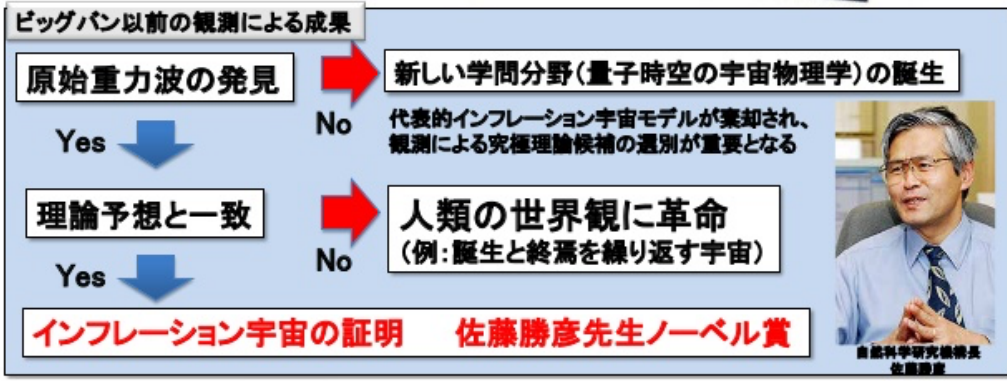 ビッグバン以前の観測による成果
原始重力波の発見
新しい学問分野(量子時空の宇宙物理学)の誕生
No
代表的インフレーション宇宙モデルが棄却され、
観測による究極理論候補の選別が重要となる
Yes
理論予想と一致
人類の世界観に革命
(例:誕生と終焉を繰り返す宇宙)
No
Yes
インフレーション宇宙の証明 佐藤勝彦先生ノーベル賞
自然科学研究機構長
佐藤勝彦